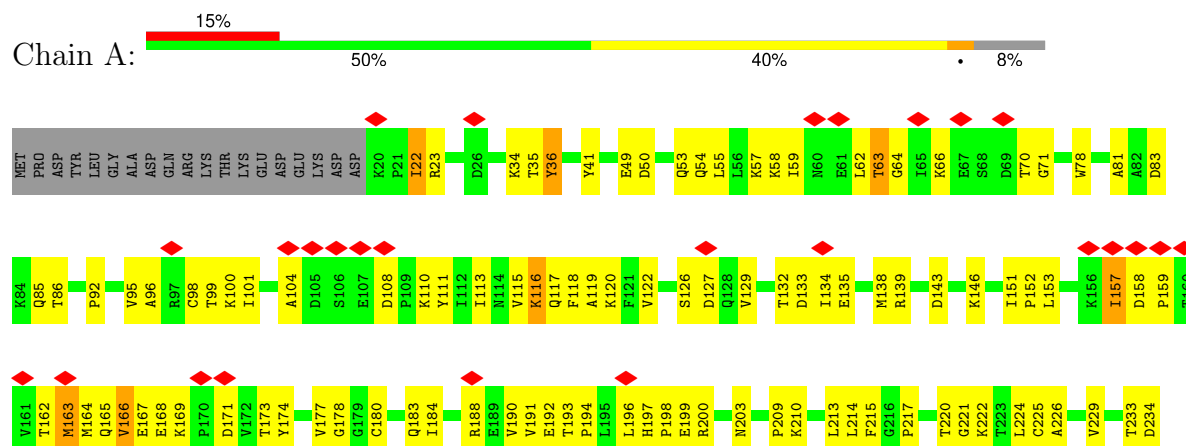 15%
Chain A:
50% 40% • 8%
MET PRO ASP TYR LEU GLY ALA ASP GLN ARG LYS THR LYS GLU ASP GLU LYS ASP ASP K20 P21 I22 R23 D26 K34 T35 Y36 Y41 E49 D50 Q53 Q54 L55 L56 K57 K58 I59 N60 E61 L62 T63 G64 I65 K66 E67 S68 D69 T70 G71 W78 A81 A82 D83
K84 Q85 T86 P92 V95 A96 R97 C98 T99 K100 I101 A104 D105 S106 E107 D108 P109 K110 Y111 I112 I113 N114 V115 K116 Q117 F118 A119 K120 F121 V122 S126 D127 Q128 V129 T132 D133 I134 E135 M138 R139 D143 K146 I151 P152 L153 K156 I157 D158 P159 T160
V161 T162 M163 M164 Q165 V166 E167 E168 K169 P170 D171 V172 T173 Y174 V177 G178 G179 C180 Q183 I184 R188 E189 V190 V191 E192 T193 P194 L195 L196 H197 P198 E199 R200 N203 P209 K210 L213 L214 F215 G216 P217 T220 G221 K222 T223 L224 C225 A226 V229 T233 D234